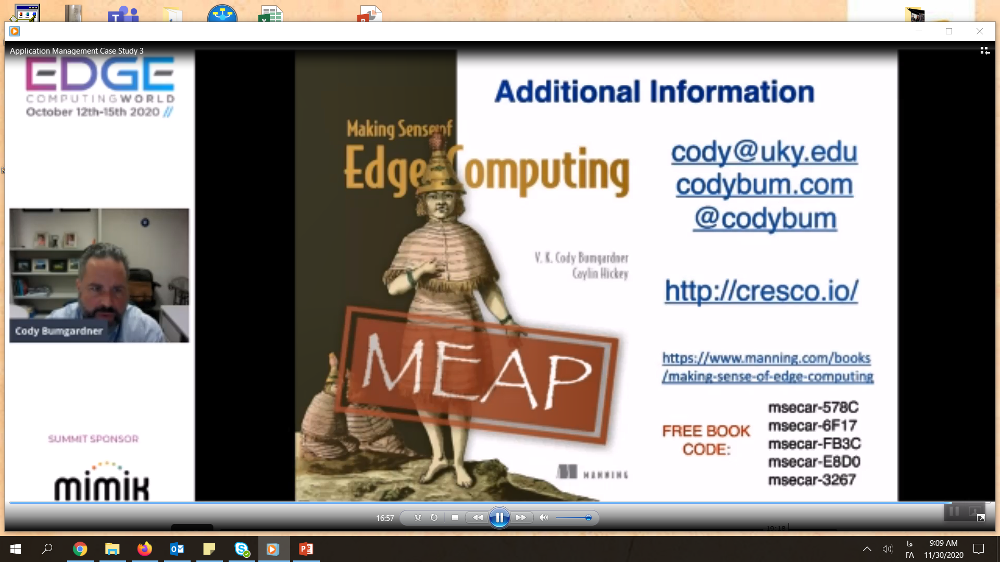 Application Management Case Study 3
EDGE
COMPUTINGWORLD
October 12th-15th 2020 //
Cody Bumgardner
SUMMIT SPONSOR
mimik
Making Sense of
Edge Computing
V. K. Cody Bumgardner
Caylin Hickey
MEAP
MANNING
Additional Information
cody@uky.edu
codybum.com
@codybum
http://cresco.io/
https://www.manning.com/books
/making-sense-of-edge-computing
FREE BOOK
CODE:
msecar-578C
msecar-6F17
msecar-FB3C
msecar-E8D0
msecar-3267
16:57
19:18
فا
FA
9:09 AM
11/30/2020